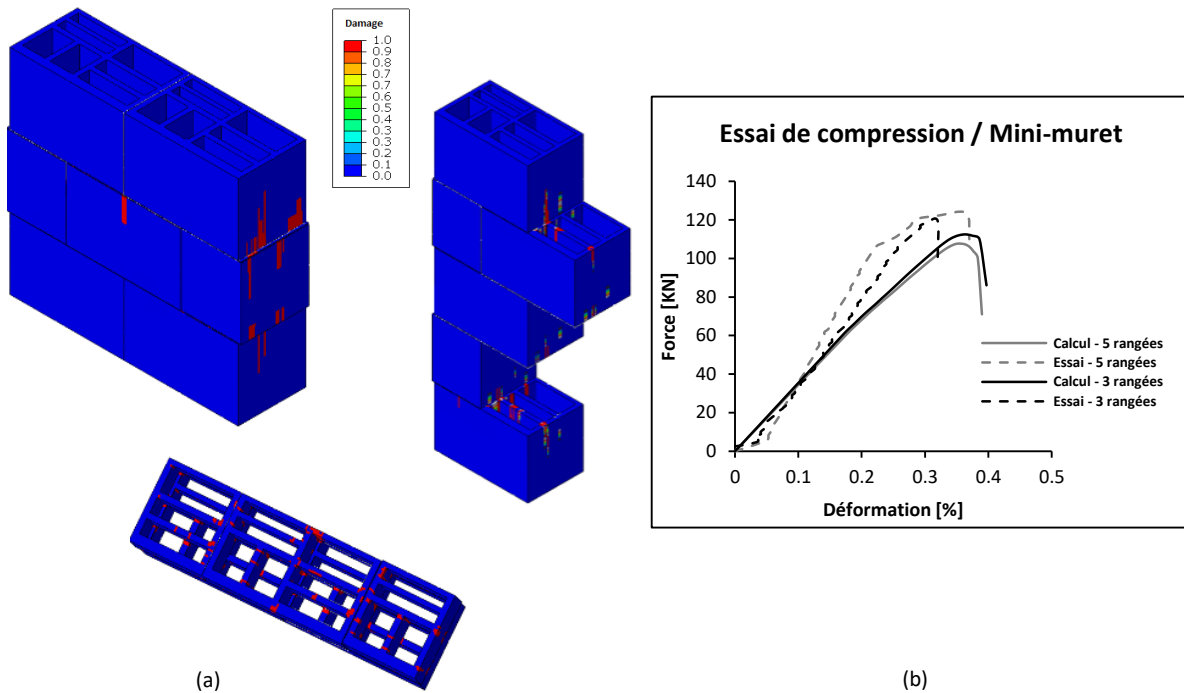 Damage
1.0
0.9
0.8
0.7
0.7
0.6
0.5
0.4
0.3
0.2
0.2
0.1
0.0
Essai de compression / Mini-muret
Force [KN]
140
120
100
80
60
40
20
0
0
0.1
0.2
0.3
0.4
0.5
Déformation [%]
Calcul - 5 rangées
Essai - 5 rangées
Calcul - 3 rangées
Essai - 3 rangées
(a)
(b)